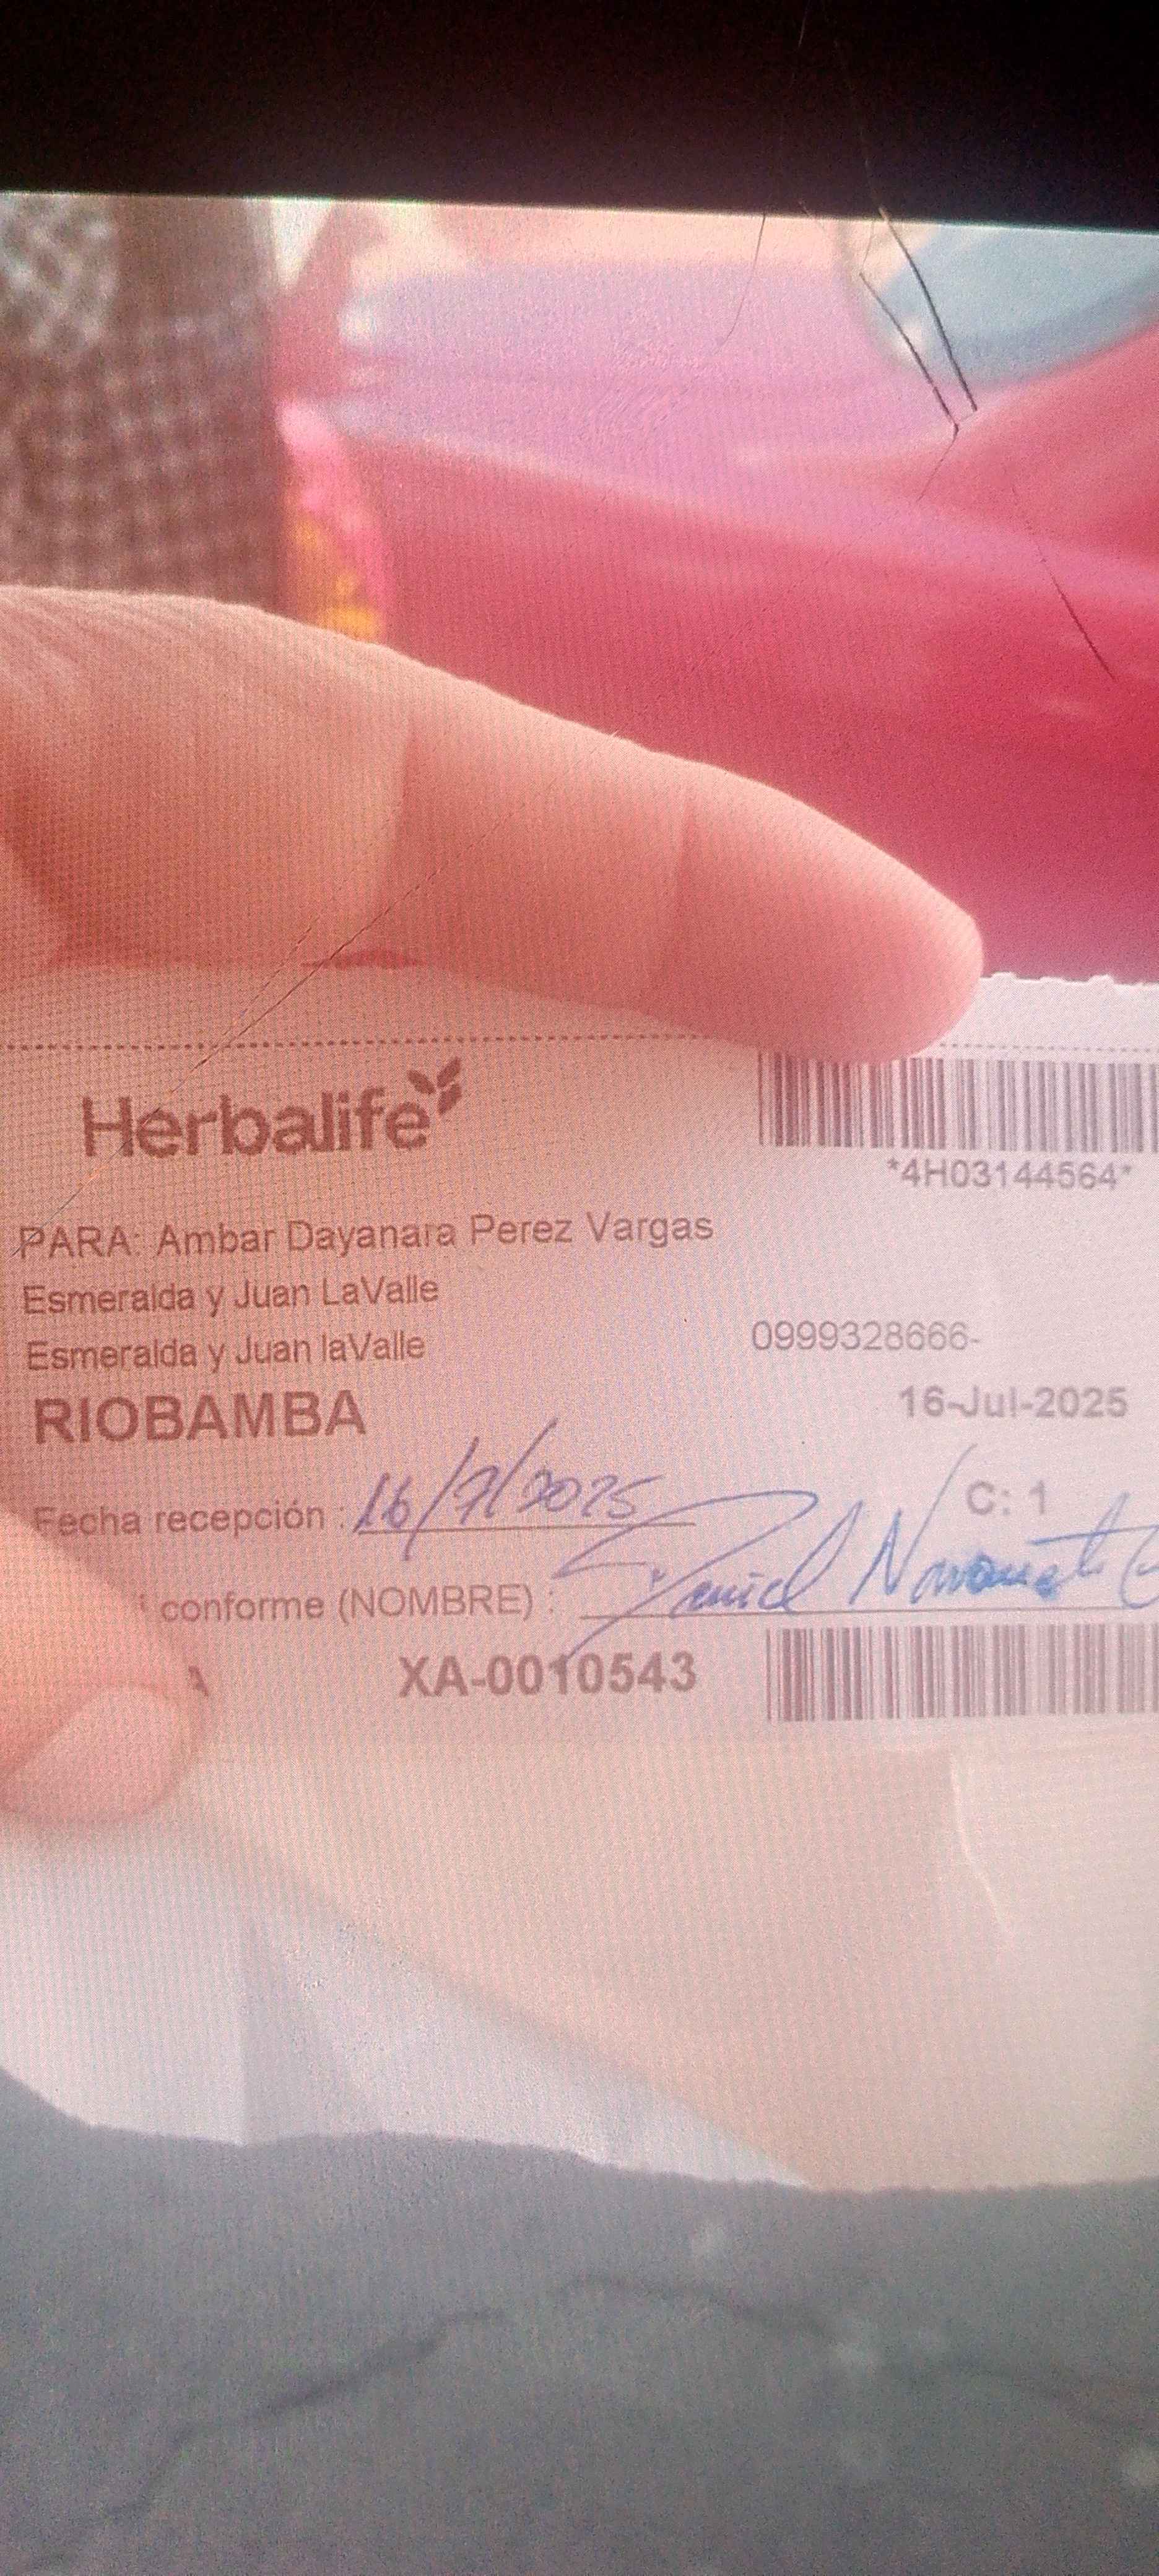 Herbalife
*4H03144564*
PARA: Ambar Dayanara Perez Vargas
Esmeralda y Juan LaValle
Esmeralda y Juan laValle
0999328666-
RIOBAMBA
16-Jul-2025
Fecha recepción : 16/7/2025
C: 1
conforme (NOMBRE) : Daniel
A XA-0010543